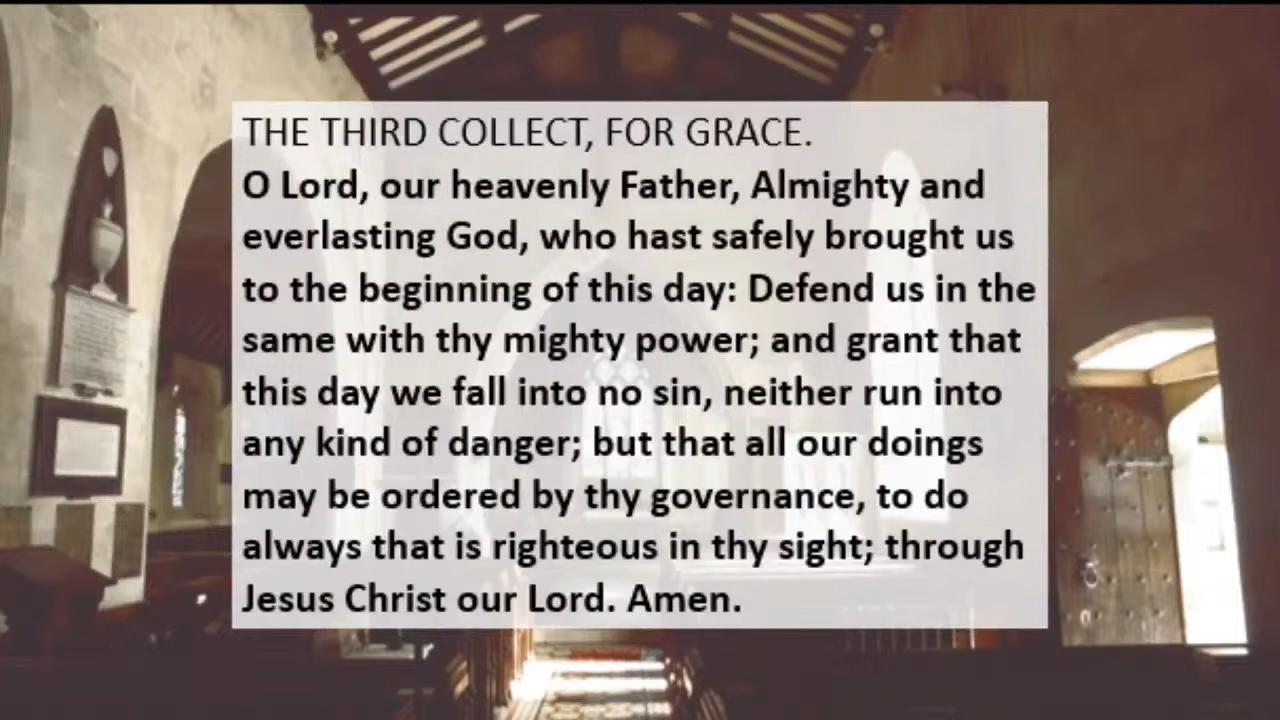 THE THIRD COLLECT, FOR GRACE.
O Lord, our heavenly Father, Almighty and
everlasting God, who hast safely brought us
to the beginning of this day: Defend us in the
same with thy mighty power; and grant that
this day we fall into no sin, neither run into
any kind of danger; but that all our doings
may be ordered by thy governance, to do
always that is righteous in thy sight; through
Jesus Christ our Lord. Amen.